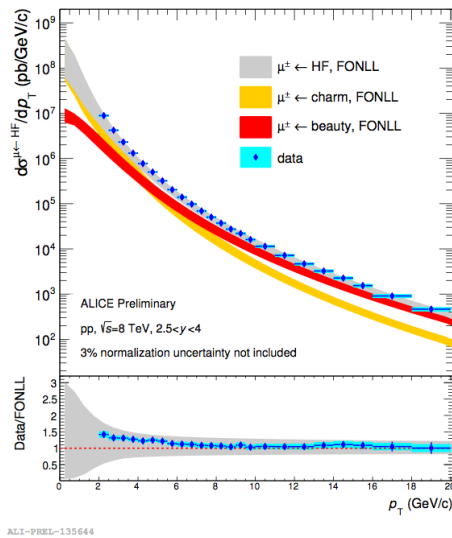 dσ^{μ← HF}/dp_T (pb/GeV/c)
10^9
10^8
10^7
10^6
10^5
10^4
10^3
10^2
μ± ← HF, FONLL
μ± ← charm, FONLL
μ± ← beauty, FONLL
data
ALICE Preliminary
pp, √s=8 TeV, 2.5<y<4
3% normalization uncertainty not included
Data/FONLL
3
2.5
2
1.5
1
0.5
0 2 4 6 8 10 12 14 16 18 20
p_T (GeV/c)
ALI-PREL-135644